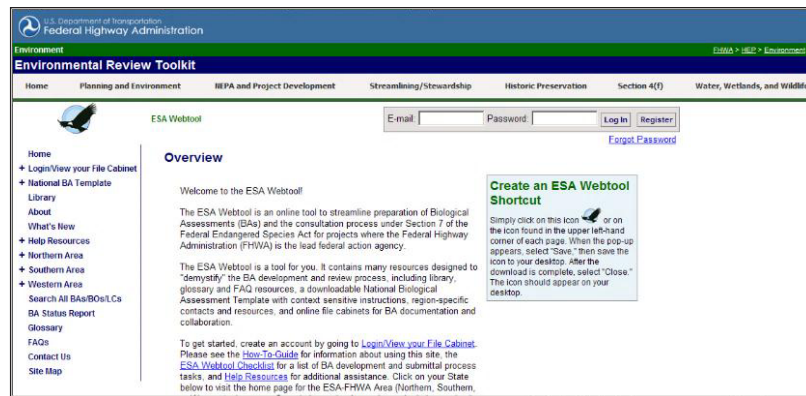 U.S. Department of Transportation
Federal Highway Administration
Environment
FHWA > HEP > Environment
Environmental Review Toolkit
Home Planning and Environment NEPA and Project Development Streamlining/Stewardship Historic Preservation Section 4(f) Water, Wetlands, and Wildlife
ESA Webtool
E-mail: Password: Log In Register
Forgot Password
Home
+ Login/View your File Cabinet
+ National BA Template
Library
About
What's New
+ Help Resources
+ Northern Area
+ Southern Area
+ Western Area
Search All BAs/BOs/LCs
BA Status Report
Glossary
FAQs
Contact Us
Site Map
Overview
Welcome to the ESA Webtool!
The ESA Webtool is an online tool to streamline preparation of Biological
Assessments (BAs) and the consultation process under Section 7 of the
Federal Endangered Species Act for projects where the Federal Highway
Administration (FHWA) is the lead federal action agency.
The ESA Webtool is a tool for you. It contains many resources designed to
"demystify" the BA development and review process, including library,
glossary and FAQ resources, a downloadable National Biological
Assessment Template with context sensitive instructions, region-specific
contacts and resources, and online file cabinets for BA documentation and
collaboration.
To get started, create an account by going to Login/View your File Cabinet.
Please see the How-To-Guide for information about using this site, the
ESA Webtool Checklist for a list of BA development and submittal process
tasks, and Help Resources for additional assistance. Click on your State
below to visit the home page for the ESA-FHWA Area (Northern, Southern,
Create an ESA Webtool
Shortcut
Simply click on this icon or on
the icon found in the upper left-hand
corner of each page. When the pop-up
appears, select "Save," then save the
icon to your desktop. After the
download is complete, select "Close."
The icon should appear on your
desktop.